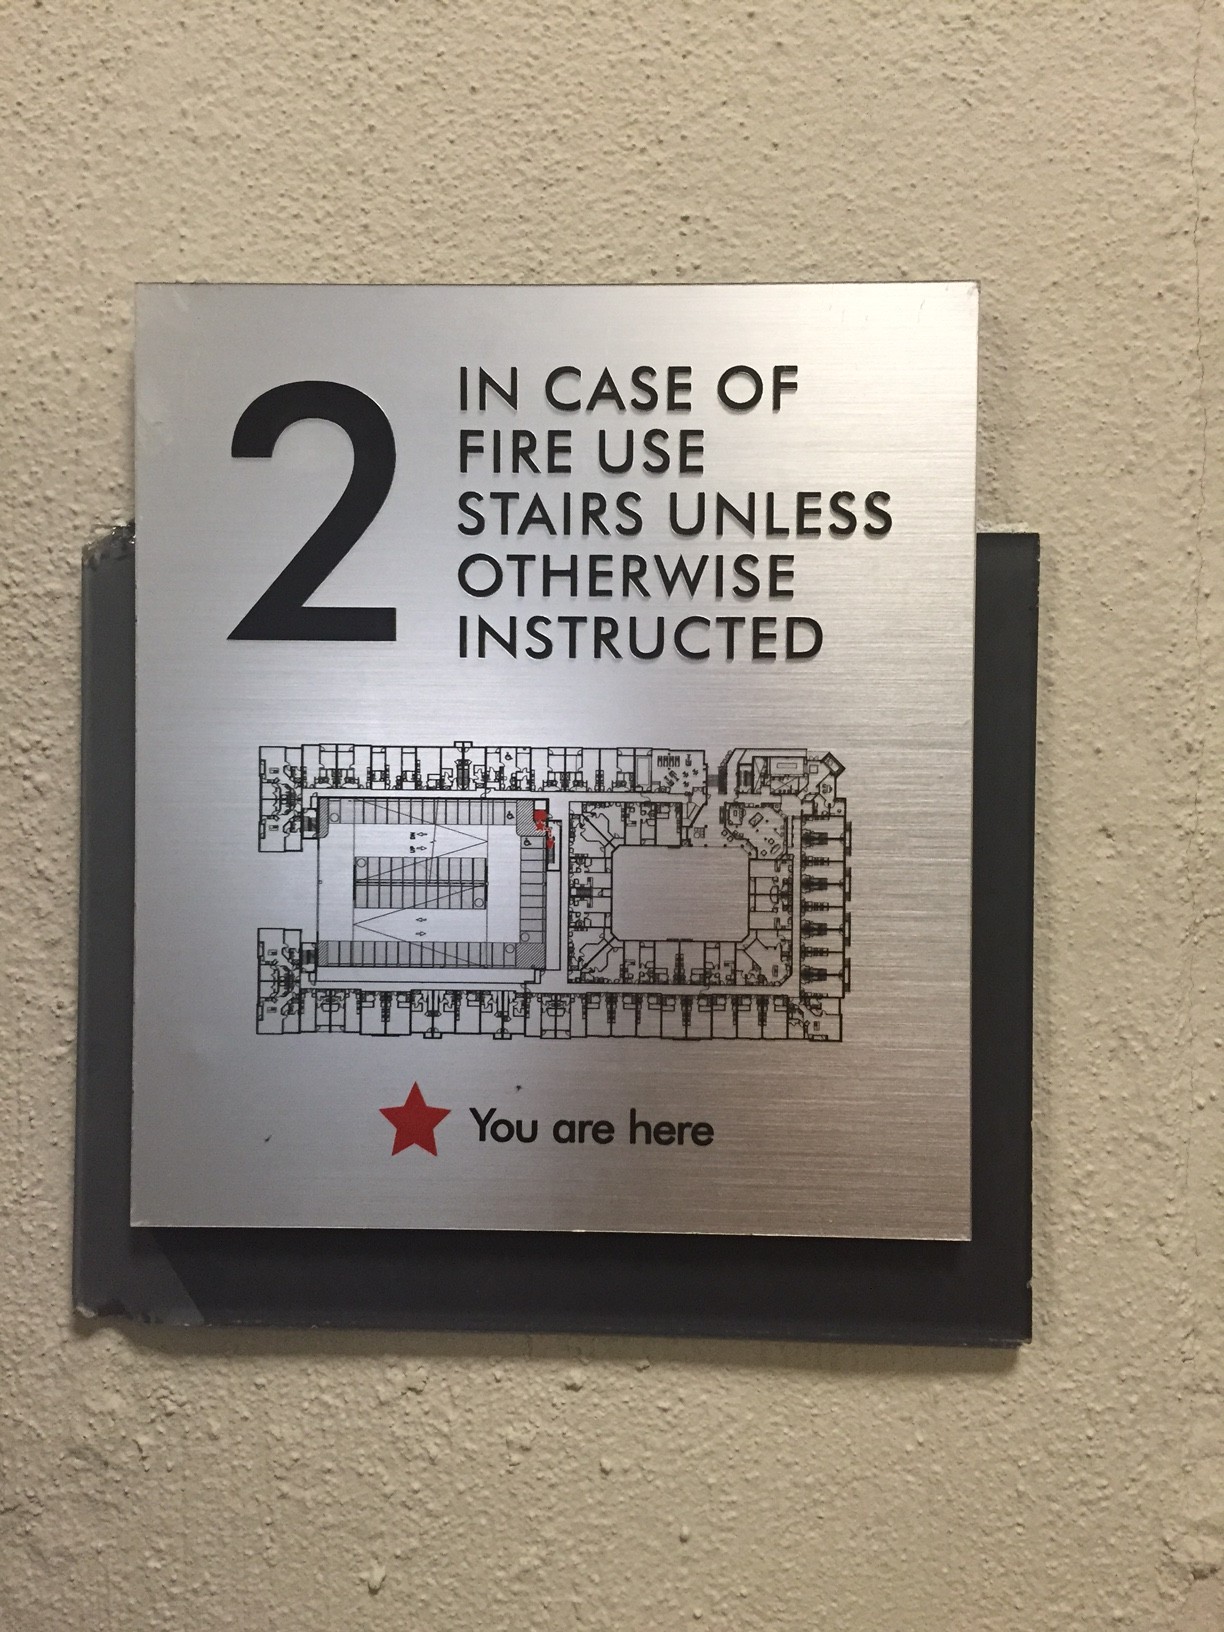 2
IN CASE OF
FIRE USE
STAIRS UNLESS
OTHERWISE
INSTRUCTED
You are here